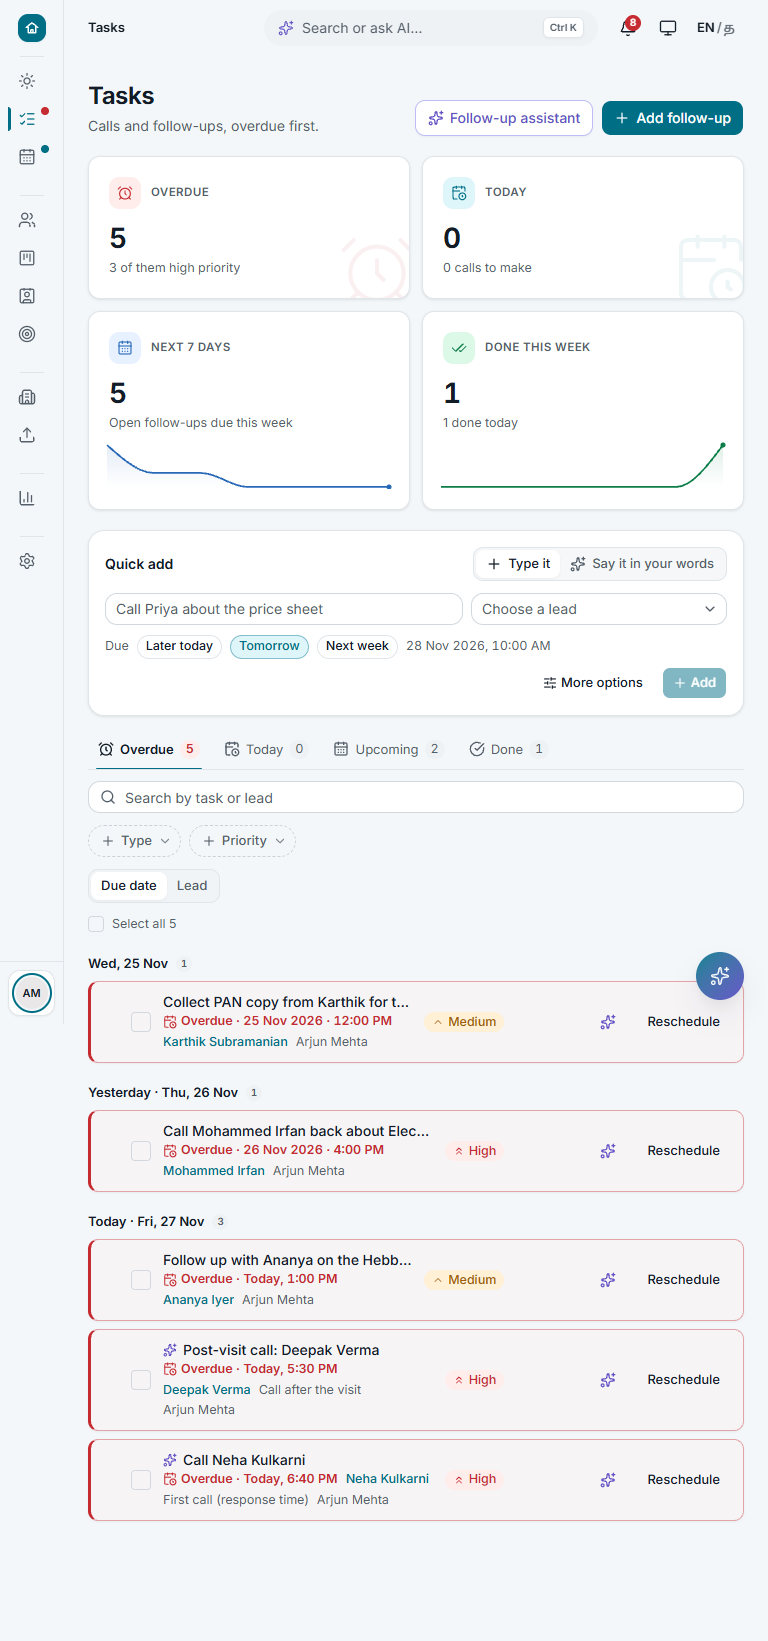 Tasks
Search or ask AI...
Ctrl K
8
EN / த
Tasks
Calls and follow-ups, overdue first.
Follow-up assistant
Add follow-up
OVERDUE
5
3 of them high priority
TODAY
0
0 calls to make
NEXT 7 DAYS
5
Open follow-ups due this week
DONE THIS WEEK
1
1 done today
Quick add
Type it
Say it in your words
Call Priya about the price sheet
Choose a lead
Due
Later today
Tomorrow
Next week
28 Nov 2026, 10:00 AM
More options
Add
Overdue 5
Today 0
Upcoming 2
Done 1
Search by task or lead
Type
Priority
Due date
Lead
Select all 5
AM
Wed, 25 Nov 1
Collect PAN copy from Karthik for t...
Overdue · 25 Nov 2026 · 12:00 PM
Karthik Subramanian Arjun Mehta
Medium
Reschedule
Yesterday · Thu, 26 Nov 1
Call Mohammed Irfan back about Elec...
Overdue · 26 Nov 2026 · 4:00 PM
Mohammed Irfan Arjun Mehta
High
Reschedule
Today · Fri, 27 Nov 3
Follow up with Ananya on the Hebb...
Overdue · Today, 1:00 PM
Ananya Iyer Arjun Mehta
Medium
Reschedule
Post-visit call: Deepak Verma
Overdue · Today, 5:30 PM
Deepak Verma Call after the visit
Arjun Mehta
High
Reschedule
Call Neha Kulkarni
Overdue · Today, 6:40 PM Neha Kulkarni
First call (response time) Arjun Mehta
High
Reschedule